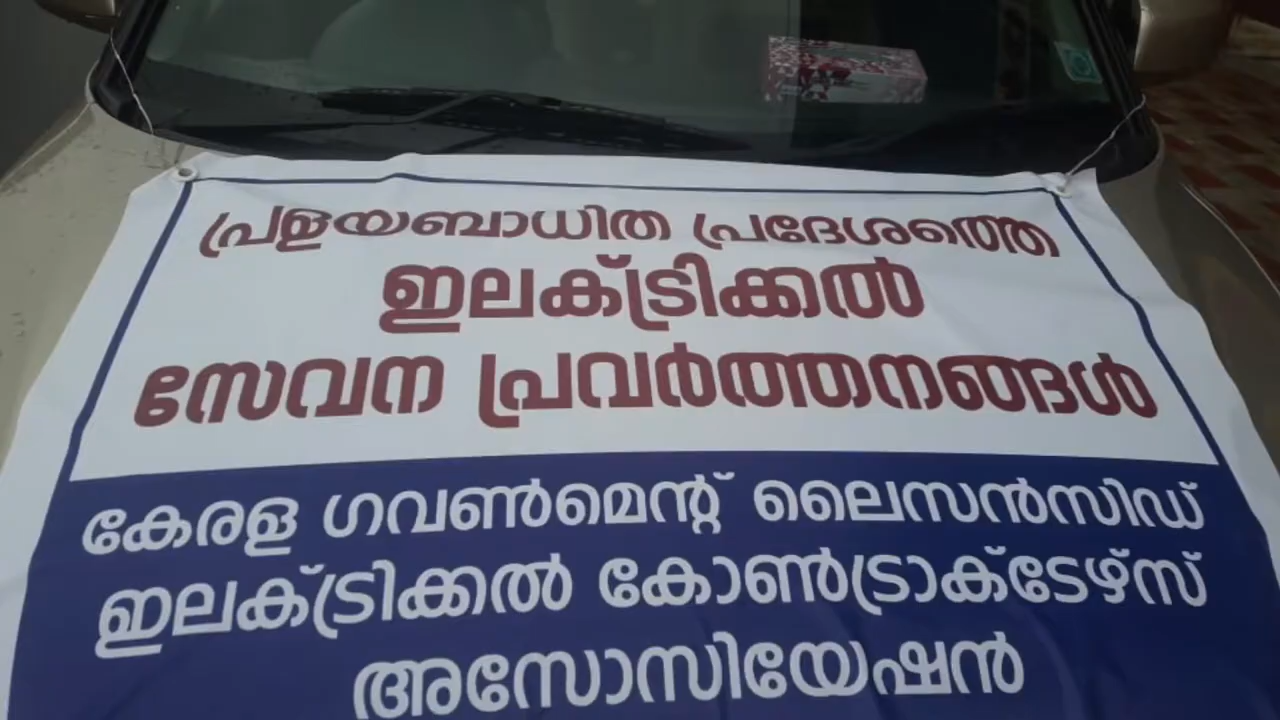 പ്രളയബാധിത പ്രദേശത്തെ
ഇലക്ട്രിക്കൽ
സേവന പ്രവർത്തനങ്ങൾ
കേരള ഗവൺമെന്റ് ലൈസൻസിഡ്
ഇലക്ട്രിക്കൽ കോൺട്രാക്ടേഴ്സ്
അസോസിയേഷൻ